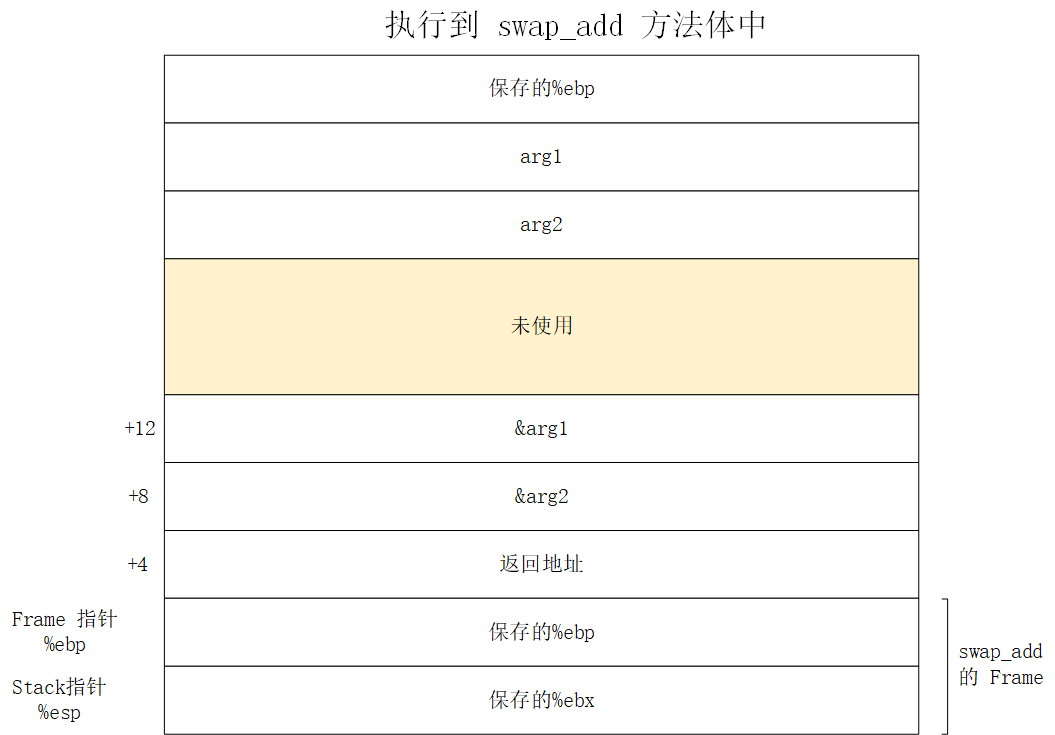 执行到 swap_add 方法体中
保存的%ebp
arg1
arg2
未使用
+12
&arg1
+8
&arg2
+4
返回地址
Frame 指针
%ebp
保存的%ebp
Stack指针
%esp
保存的%ebx
swap_add
的 Frame